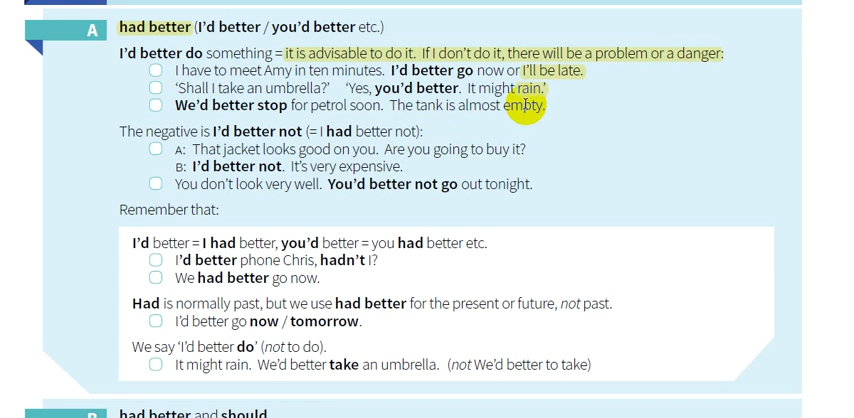 A
had better (I’d better / you’d better etc.)
I’d better do something = it is advisable to do it. If I don’t do it, there will be a problem or a danger:
I have to meet Amy in ten minutes. I’d better go now or I’ll be late.
‘Shall I take an umbrella?’ ‘Yes, you’d better. It might rain.’
We’d better stop for petrol soon. The tank is almost empty.
The negative is I’d better not (= I had better not):
A: That jacket looks good on you. Are you going to buy it?
B: I’d better not. It’s very expensive.
You don’t look very well. You’d better not go out tonight.
Remember that:
I’d better = I had better, you’d better = you had better etc.
I’d better phone Chris, hadn’t I?
We had better go now.
Had is normally past, but we use had better for the present or future, not past.
I’d better go now / tomorrow.
We say ‘I’d better do’ (not to do).
It might rain. We’d better take an umbrella. (not We’d better to take)
B
had better and should